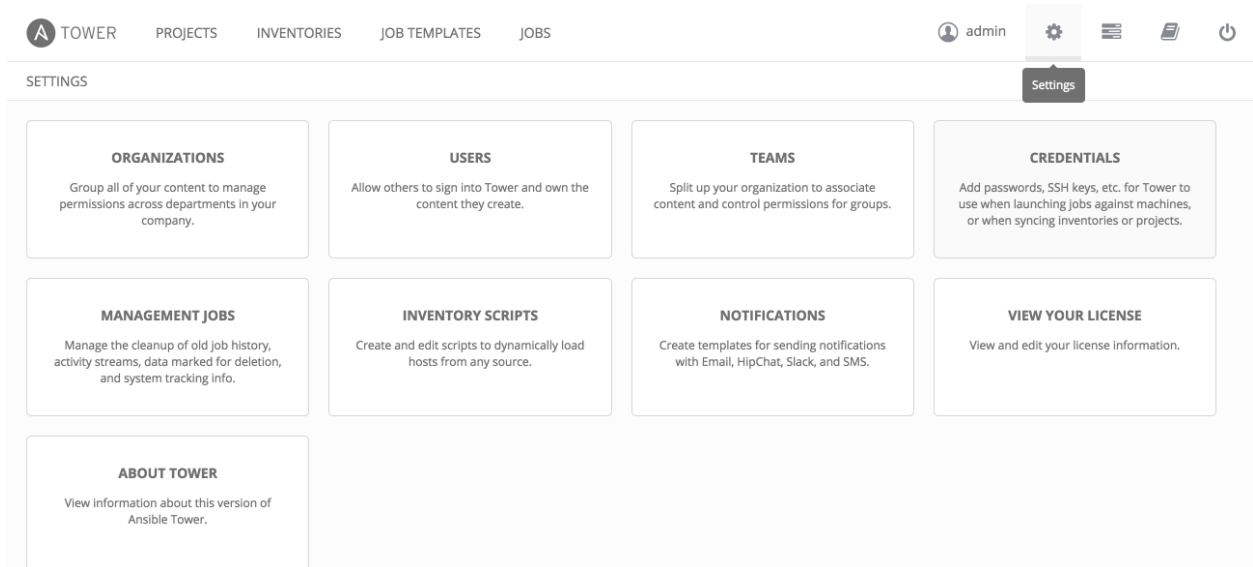 A TOWER PROJECTS INVENTORIES JOB TEMPLATES JOBS admin
SETTINGS
Settings
ORGANIZATIONS
Group all of your content to manage
permissions across departments in your
company.
USERS
Allow others to sign into Tower and own the
content they create.
TEAMS
Split up your organization to associate
content and control permissions for groups.
CREDENTIALS
Add passwords, SSH keys, etc. for Tower to
use when launching jobs against machines,
or when syncing inventories or projects.
MANAGEMENT JOBS
Manage the cleanup of old job history,
activity streams, data marked for deletion,
and system tracking info.
INVENTORY SCRIPTS
Create and edit scripts to dynamically load
hosts from any source.
NOTIFICATIONS
Create templates for sending notifications
with Email, HipChat, Slack, and SMS.
VIEW YOUR LICENSE
View and edit your license information.
ABOUT TOWER
View information about this version of
Ansible Tower.